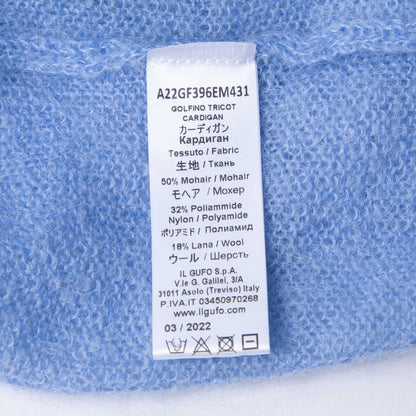 A22GF396EM431
GOLFINO TRICOT
CARDIGAN
カーディガン
Кардиган
Tessuto / Fabric
生地 / Ткань
50% Mohair / Mohair
モヘア / Мохер
32% Poliammide
Nylon / Polyamide
ポリアミド / Полиамид
18% Lana / Wool
ウール / Шерсть
IL GUFO S.p.A.
V.le G. Galilei, 3/A
31011 Asolo (Treviso) Italy
P.IVA.IT 03450970268
www.ilgufo.com
03 / 2022